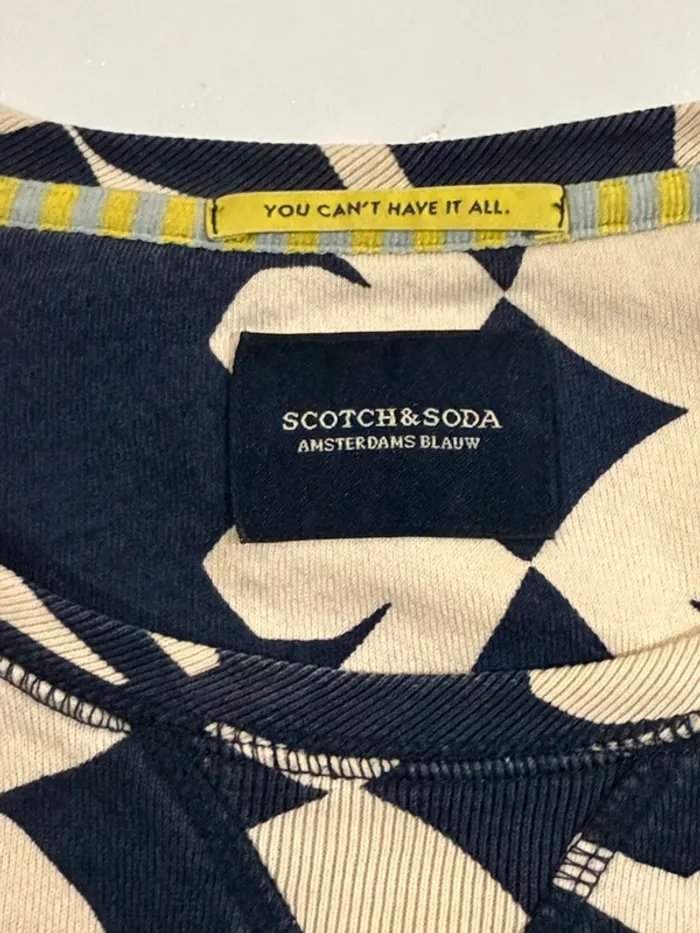 YOU CAN'T HAVE IT ALL.
SCOTCH&SODA
AMSTERDAMS BLAUW